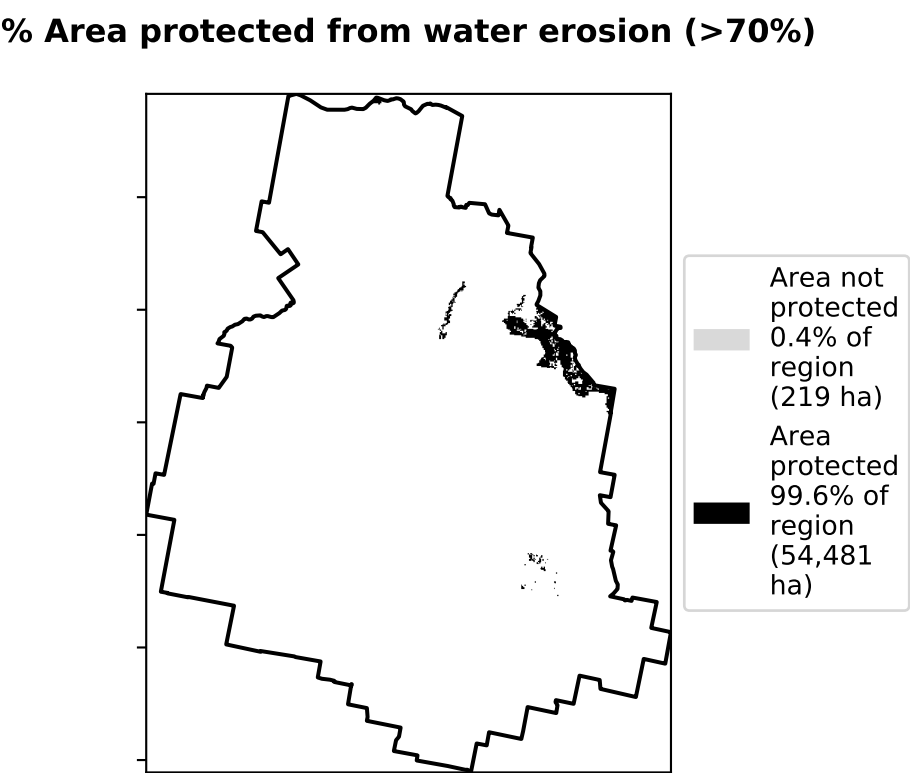 % Area protected from water erosion (>70%)
Area not
protected
0.4% of
region
(219 ha)
Area
protected
99.6% of
region
(54,481
ha)